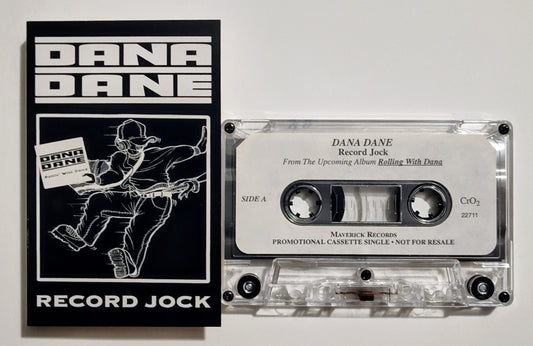 DANA
DANE
DANA
DANE
Rollin' With Dana
RECORD JOCK
DANA DANE
Record Jock
From The Upcoming Album Rolling With Dana
SIDE A
CrO2
22711
MAVERICK RECORDS
PROMOTIONAL CASSETTE SINGLE • NOT FOR RESALE